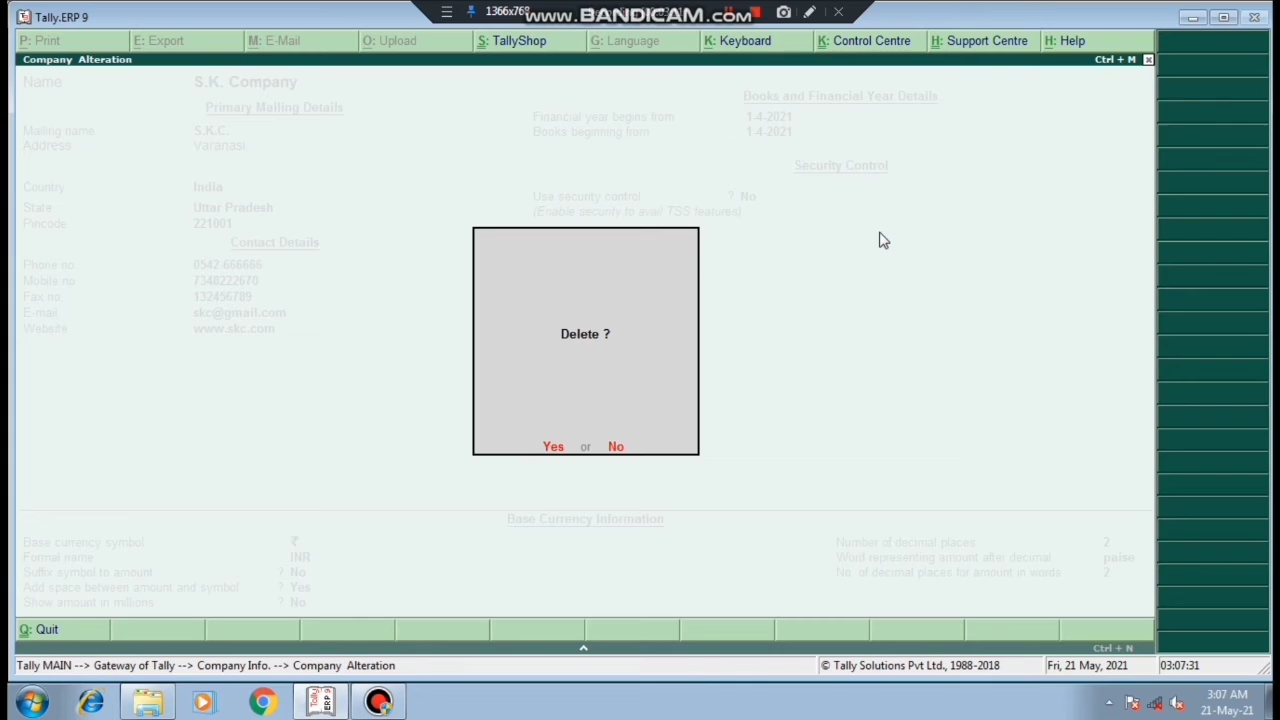 1366x768
www.BANDICAM.com
Tally.ERP 9
P: Print E: Export M: E-Mail O: Upload S: TallyShop G: Language K: Keyboard K: Control Centre H: Support Centre H: Help
Company Alteration Ctrl + M
Name S.K. Company
Primary Mailing Details
Books and Financial Year Details
Mailing name S.K.C.
Address Varanasi
Financial year begins from 1-4-2021
Books beginning from 1-4-2021
Security Control
Country India
Use security control ? No
State Uttar Pradesh
(Enable security to avail TSS features)
Pincode 221001
Contact Details
Phone no 0542-666666
Mobile no 7348222670
Fax no 132456789
E-mail skc@gmail.com
Website www.skc.com
Delete ?
Yes or No
Base Currency Information
Base currency symbol ₹
Formal name INR
Suffix symbol to amount ? No
Add space between amount and symbol ? Yes
Show amount in millions ? No
Number of decimal places 2
Word representing amount after decimal paise
No. of decimal places for amount in words 2
Q: Quit
Ctrl + N
Tally MAIN --> Gateway of Tally --> Company Info. --> Company Alteration © Tally Solutions Pvt Ltd., 1988-2018 Fri, 21 May, 2021 03:07:31
Tally ERP 9
3:07 AM
21-May-21